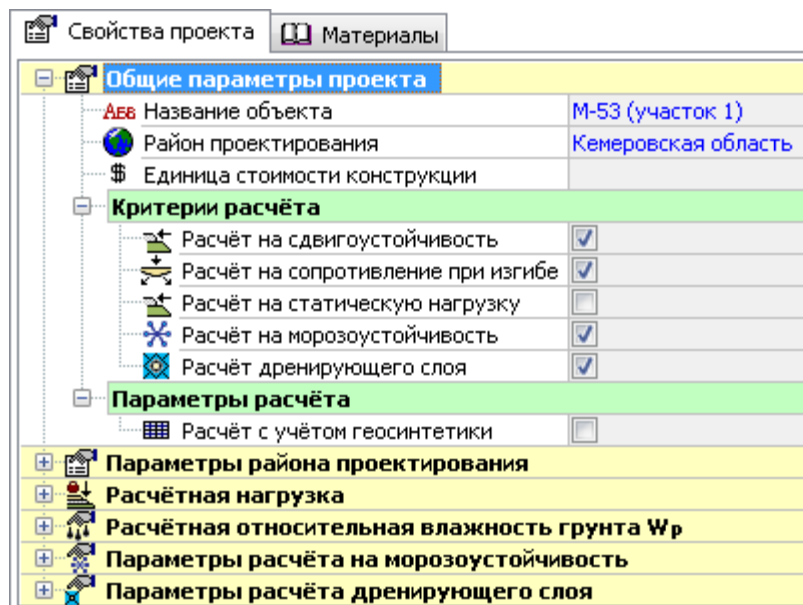 Свойства проекта Материалы
Общие параметры проекта
АБВ Название объекта М-53 (участок 1)
Район проектирования Кемеровская область
$ Единица стоимости конструкции
Критерии расчёта
Расчёт на сдвигоустойчивость
Расчёт на сопротивление при изгибе
Расчёт на статическую нагрузку
Расчёт на морозоустойчивость
Расчёт дренирующего слоя
Параметры расчёта
Расчёт с учётом геосинтетики
Параметры района проектирования
Расчётная нагрузка
Расчётная относительная влажность грунта Wр
Параметры расчёта на морозоустойчивость
Параметры расчёта дренирующего слоя